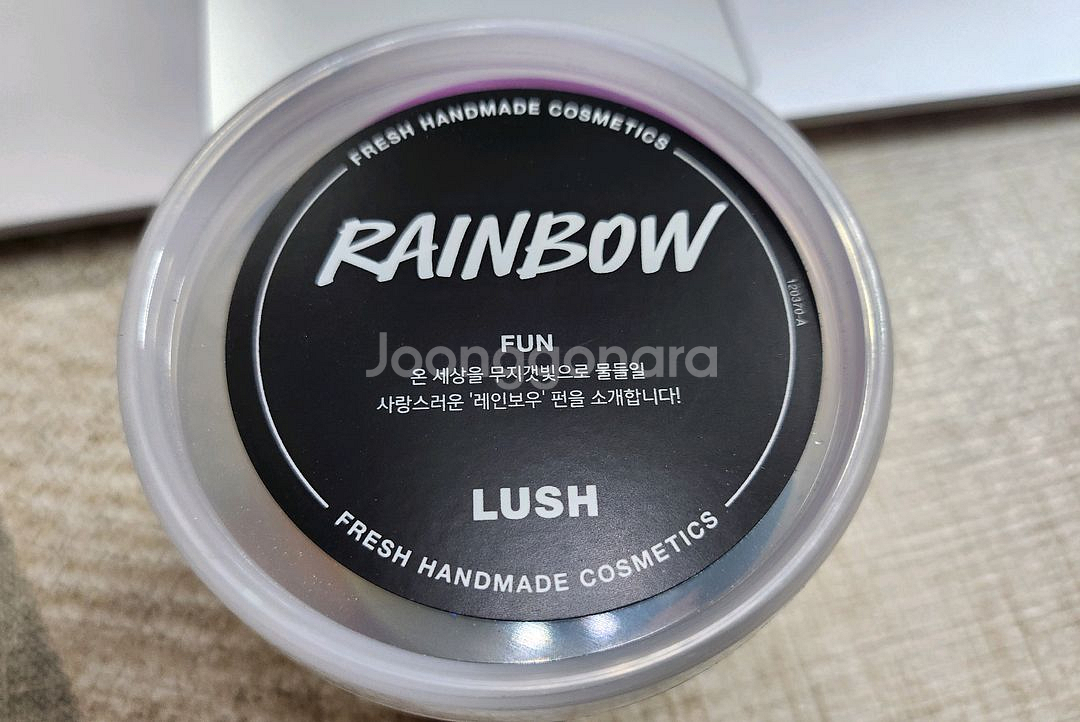 FRESH HANDMADE COSMETICS
RAINBOW
120370-A
FUN
Joonggonara
온 세상을 무지갯빛으로 물들일
사랑스러운 '레인보우' 펀을 소개합니다!
LUSH
FRESH HANDMADE COSMETICS